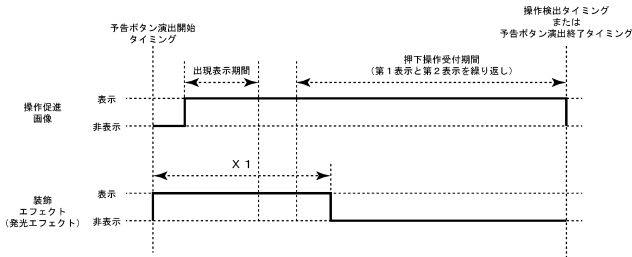 操作検出タイミング
または
予告ボタン演出終了タイミング
予告ボタン演出開始
タイミング
出現表示期間
押下操作受付期間
（第１表示と第２表示を繰り返し）
操作促進
画像
表示
非表示
X 1
装飾
エフェクト
（発光エフェクト）
表示
非表示